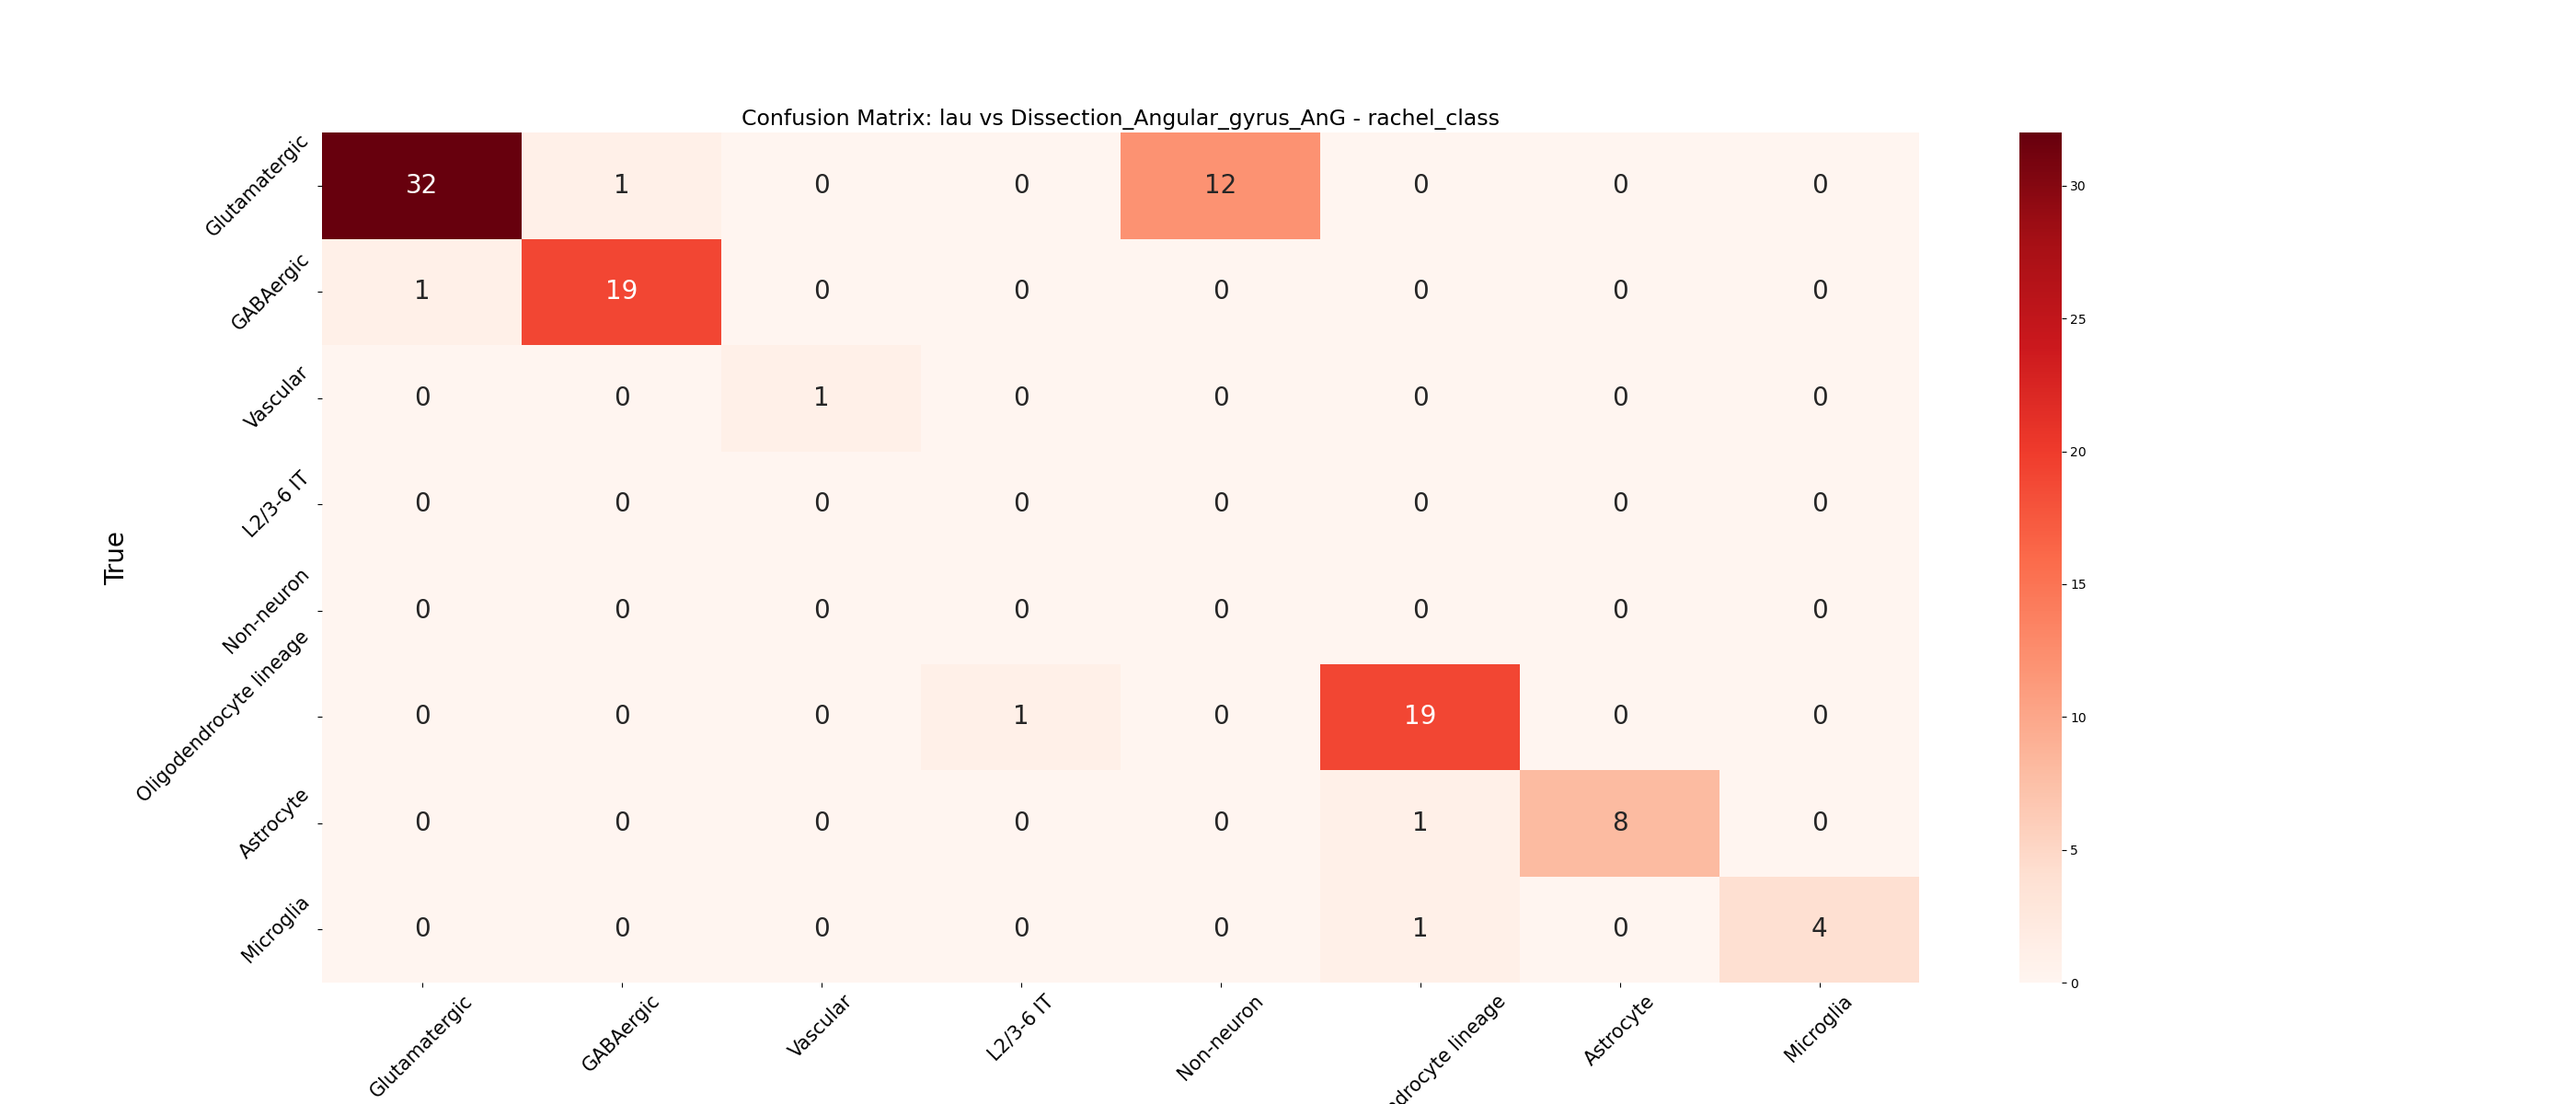 Confusion Matrix: lau vs Dissection_Angular_gyrus_AnG - rachel_class
Glutamatergic 32 1 0 0 12 0 0 0
GABAergic 1 19 0 0 0 0 0 0
Vascular 0 0 1 0 0 0 0 0
L2/3-6 IT 0 0 0 0 0 0 0 0
Non-neuron 0 0 0 0 0 0 0 0
Oligodendrocyte lineage 0 0 0 1 0 19 0 0
Astrocyte 0 0 0 0 0 1 8 0
Microglia 0 0 0 0 0 1 0 4
True
Glutamatergic GABAergic Vascular L2/3-6 IT Non-neuron lineage Astrocyte Microglia
30
25
20
15
10
5
0